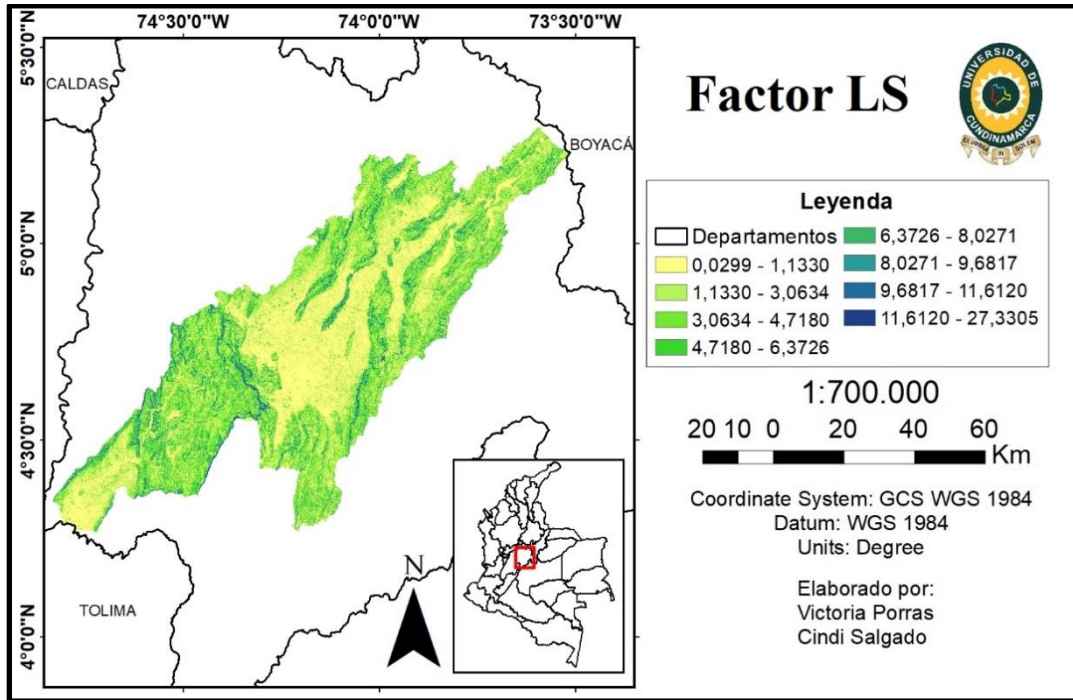 74°30'0"W
74°0'0"W
73°30'0"W
5°30'0"N
5°0'0"N
4°30'0"N
4°0'0"N
CALDAS
BOYACÁ
TOLIMA
N
Factor LS
UNIVERSIDAD DE
CUNDINAMARCA
Leyenda
Departamentos
0,0299 - 1,1330
1,1330 - 3,0634
3,0634 - 4,7180
4,7180 - 6,3726
6,3726 - 8,0271
8,0271 - 9,6817
9,6817 - 11,6120
11,6120 - 27,3305
1:700.000
20 10 0 20 40 60
Km
Coordinate System: GCS WGS 1984
Datum: WGS 1984
Units: Degree
Elaborado por:
Victoria Porras
Cindi Salgado